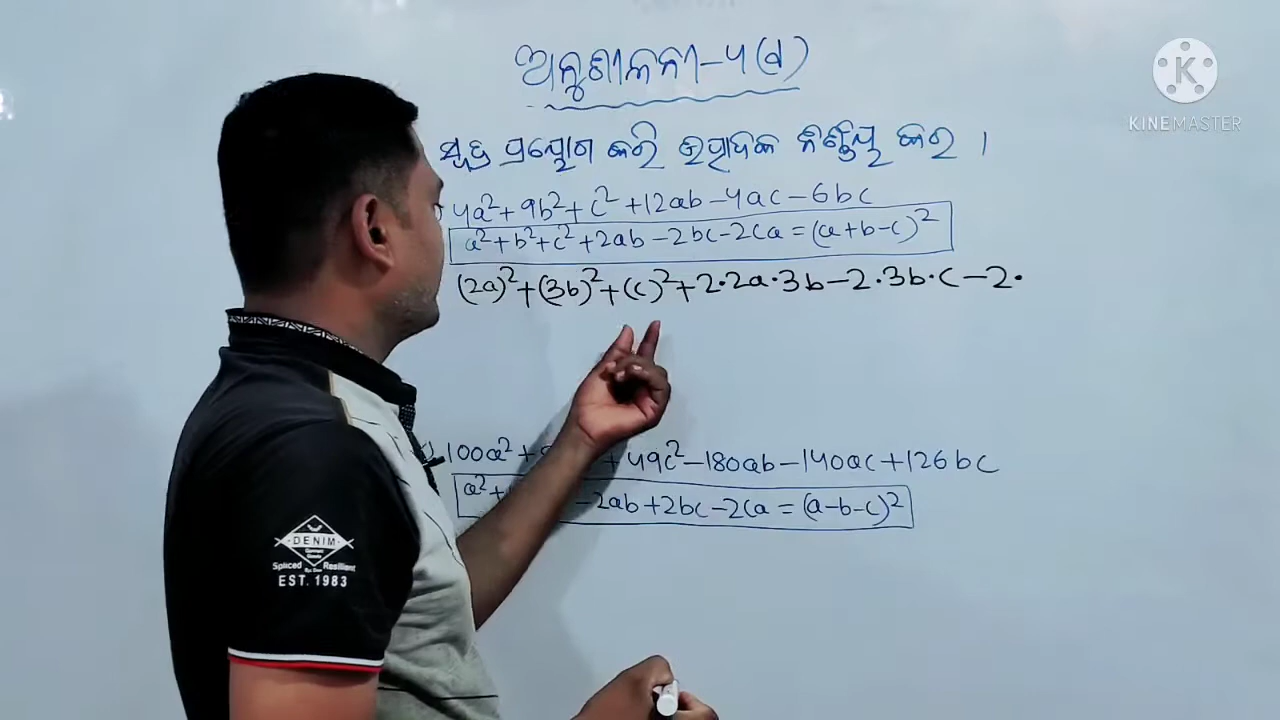 ଅନୁଶୀଳନୀ-୫(ଖ)
ସୂତ୍ର ପ୍ରୟୋଗ କରି ଉତ୍ପାଦକ ନିର୍ଣ୍ଣୟ କର ।
4a²+9b²+c²+12ab-4ac-6bc
a²+b²+c²+2ab-2bc-2ca=(a+b-c)²
(2a)²+(3b)²+(c)²+2·2a·3b-2·3b·c-2·
100a²+ +49c²-180ab-140ac+126bc
a²+ -2ab+2bc-2ca=(a-b-c)²
KINEMASTER
DENIM
Spliced Resilient
EST. 1983